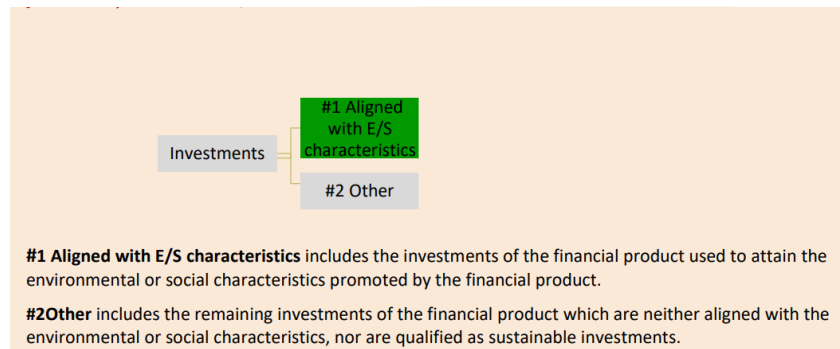 #1 Aligned
with E/S
characteristics
Investments
#2 Other
#1 Aligned with E/S characteristics includes the investments of the financial product used to attain the
environmental or social characteristics promoted by the financial product.
#2Other includes the remaining investments of the financial product which are neither aligned with the
environmental or social characteristics, nor are qualified as sustainable investments.